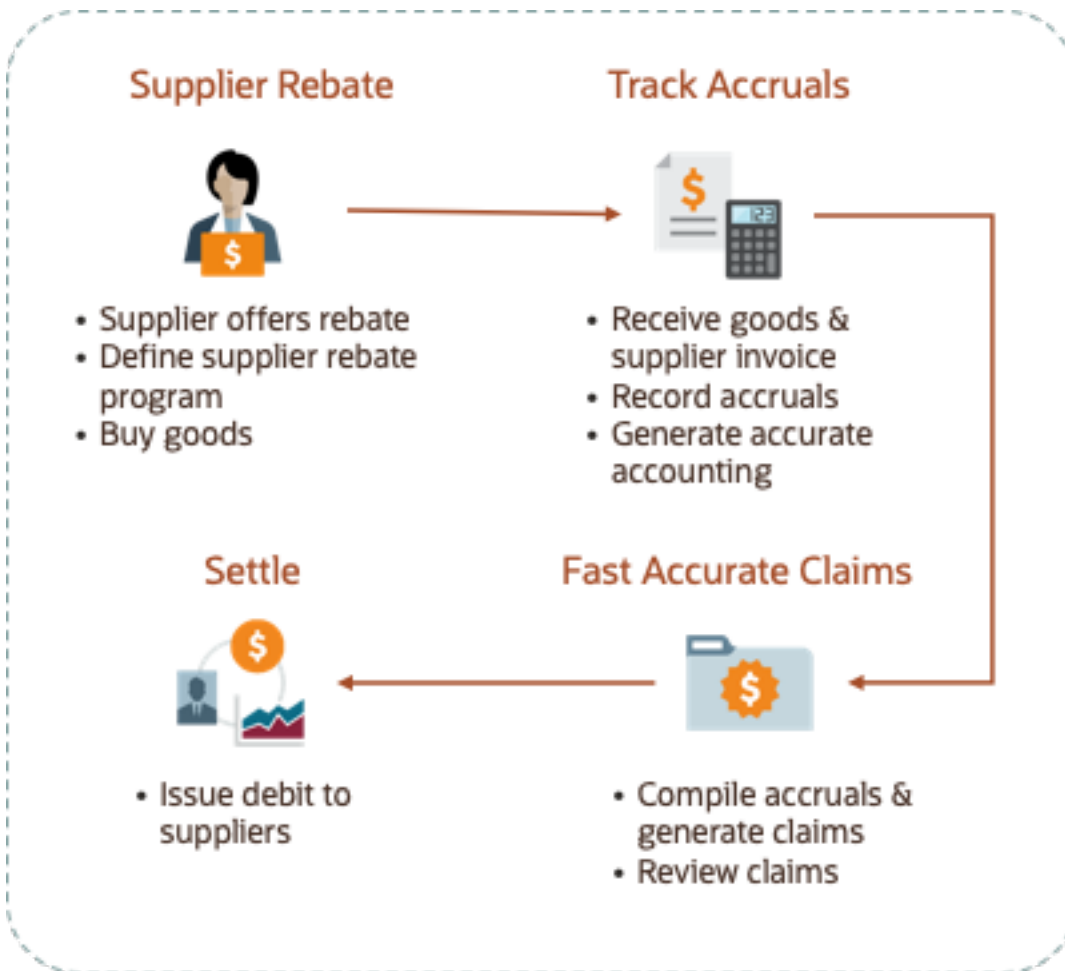 Supplier Rebate
• Supplier offers rebate
• Define supplier rebate
program
• Buy goods
Track Accruals
$
123
• Receive goods &
supplier invoice
• Record accruals
• Generate accurate
accounting
$
Fast Accurate Claims
$
• Compile accruals &
generate claims
• Review claims
Settle
$
• Issue debit to
suppliers